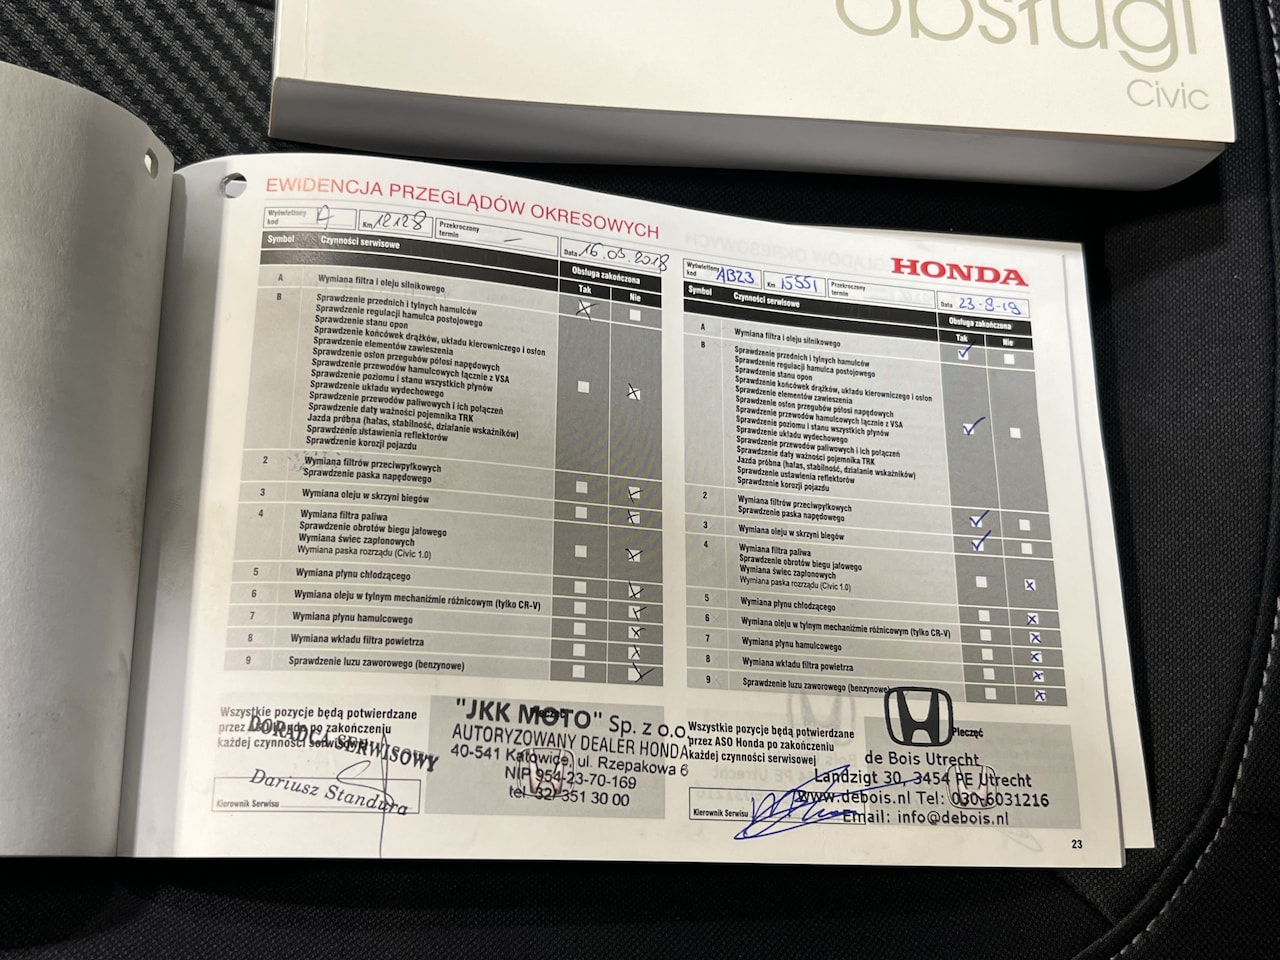 obsługi
Civic
EWIDENCJA PRZEGLĄDÓW OKRESOWYCH
HONDA
Wyświetlony kod A Km 12128 Przekroczony termin — Data 16.05.2018
Symbol Czynności serwisowe Obsługa zakończona
Tak Nie
A Wymiana filtra i oleju silnikowego
B Sprawdzenie przednich i tylnych hamulców
Sprawdzenie regulacji hamulca postojowego
Sprawdzenie stanu opon
Sprawdzenie końcówek drążków, układu kierowniczego i osłon
Sprawdzenie elementów zawieszenia
Sprawdzenie osłon przegubów półosi napędowych
Sprawdzenie przewodów hamulcowych łącznie z VSA
Sprawdzenie poziomu i stanu wszystkich płynów
Sprawdzenie układu wydechowego
Sprawdzenie przewodów paliwowych i ich połączeń
Sprawdzenie daty ważności pojemnika TRK
Jazda próbna (hałas, stabilność, działanie wskaźników)
Sprawdzenie ustawienia reflektorów
Sprawdzenie korozji pojazdu
2 Wymiana filtrów przeciwpyłkowych
Sprawdzenie paska napędowego
3 Wymiana oleju w skrzyni biegów
4 Wymiana filtra paliwa
Sprawdzenie obrotów biegu jałowego
Wymiana świec zapłonowych
Wymiana paska rozrządu (Civic 1.0)
5 Wymiana płynu chłodzącego
6 Wymiana oleju w tylnym mechaniźmie różnicowym (tylko CR-V)
7 Wymiana płynu hamulcowego
8 Wymiana wkładu filtra powietrza
9 Sprawdzenie luzu zaworowego (benzynowe)
Wszystkie pozycje będą potwierdzane
przez ASO Honda po zakończeniu
każdej czynności serwisowej
DORADCA SERWISOWY
Dariusz Standura
Kierownik Serwisu
Pieczęć
"JKK MOTO" Sp. z o.o.
AUTORYZOWANY DEALER HONDA
40-541 Katowice, ul. Rzepakowa 6
NIP 954-23-70-169
tel. 32/ 351 30 00
Wyświetlony kod AB23 Km 15551 Przekroczony termin Data 23-9-19
Symbol Czynności serwisowe Obsługa zakończona
Tak Nie
A Wymiana filtra i oleju silnikowego
B Sprawdzenie przednich i tylnych hamulców
Sprawdzenie regulacji hamulca postojowego
Sprawdzenie stanu opon
Sprawdzenie końcówek drążków, układu kierowniczego i osłon
Sprawdzenie elementów zawieszenia
Sprawdzenie osłon przegubów półosi napędowych
Sprawdzenie przewodów hamulcowych łącznie z VSA
Sprawdzenie poziomu i stanu wszystkich płynów
Sprawdzenie układu wydechowego
Sprawdzenie przewodów paliwowych i ich połączeń
Sprawdzenie daty ważności pojemnika TRK
Jazda próbna (hałas, stabilność, działanie wskaźników)
Sprawdzenie ustawienia reflektorów
Sprawdzenie korozji pojazdu
2 Wymiana filtrów przeciwpyłkowych
Sprawdzenie paska napędowego
3 Wymiana oleju w skrzyni biegów
4 Wymiana filtra paliwa
Sprawdzenie obrotów biegu jałowego
Wymiana świec zapłonowych
Wymiana paska rozrządu (Civic 1.0)
5 Wymiana płynu chłodzącego
6 Wymiana oleju w tylnym mechaniźmie różnicowym (tylko CR-V)
7 Wymiana płynu hamulcowego
8 Wymiana wkładu filtra powietrza
9 Sprawdzenie luzu zaworowego (benzynowe)
Wszystkie pozycje będą potwierdzane
przez ASO Honda po zakończeniu
każdej czynności serwisowej
Kierownik Serwisu
Pieczęć
de Bois Utrecht
Landzigt 30, 3454 PE Utrecht
www.debois.nl Tel: 030-6031216
Email: info@debois.nl
23